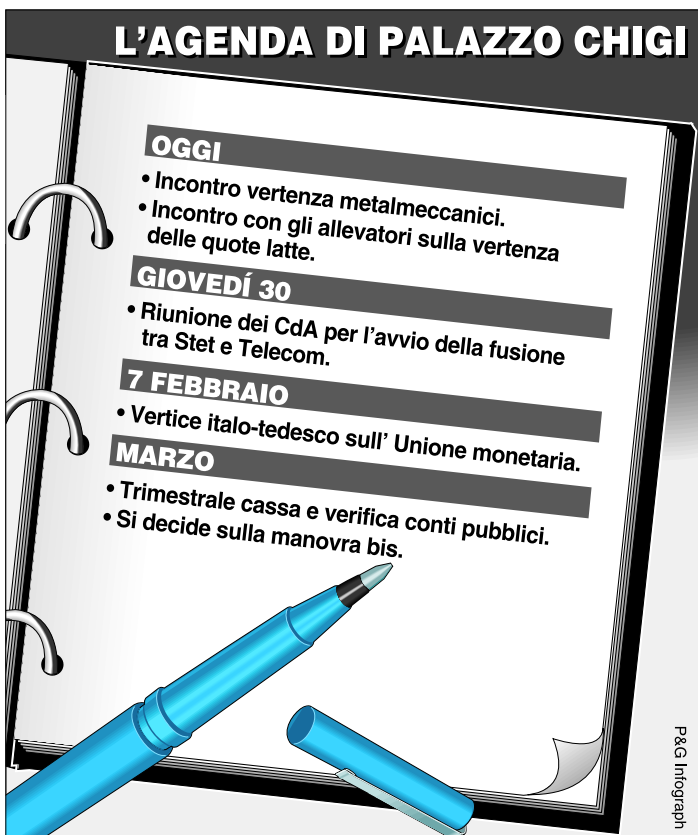 L'AGENDA DI PALAZZO CHIGI
OGGI
• Incontro vertenza metalmeccanici.
• Incontro con gli allevatori sulla vertenza
delle quote latte.
GIOVEDÍ 30
• Riunione dei CdA per l'avvio della fusione
tra Stet e Telecom.
7 FEBBRAIO
• Vertice italo-tedesco sull' Unione monetaria.
MARZO
• Trimestrale cassa e verifica conti pubblici.
• Si decide sulla manovra bis.
P&G Infograph